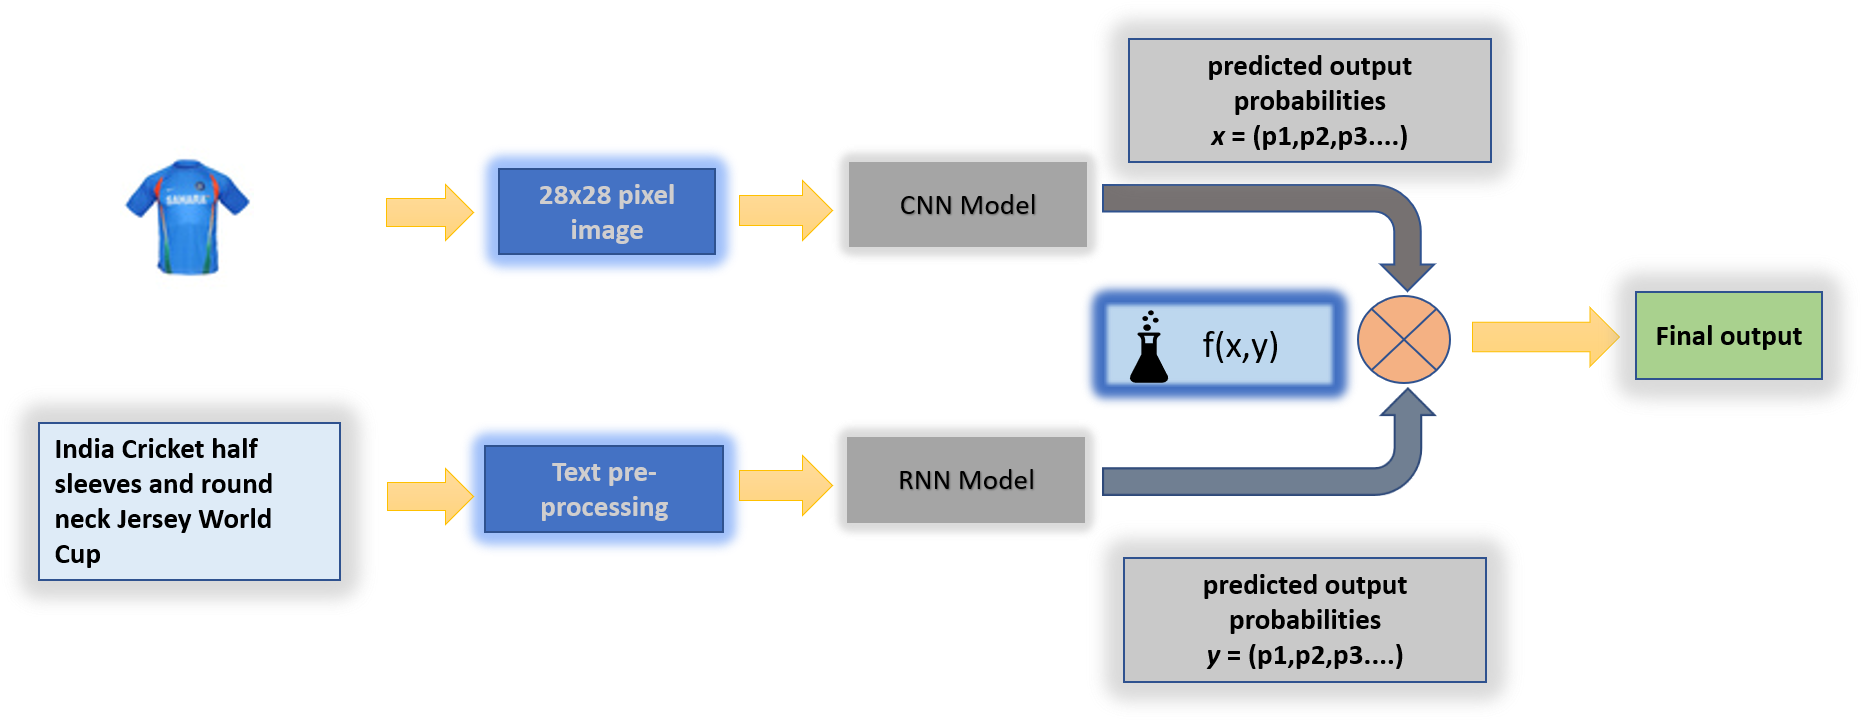 predicted output
probabilities
x = (p1,p2,p3....)
SAHARA
28x28 pixel
image
CNN Model
f(x,y)
Final output
India Cricket half
sleeves and round
neck Jersey World
Cup
Text pre-
processing
RNN Model
predicted output
probabilities
y = (p1,p2,p3....)